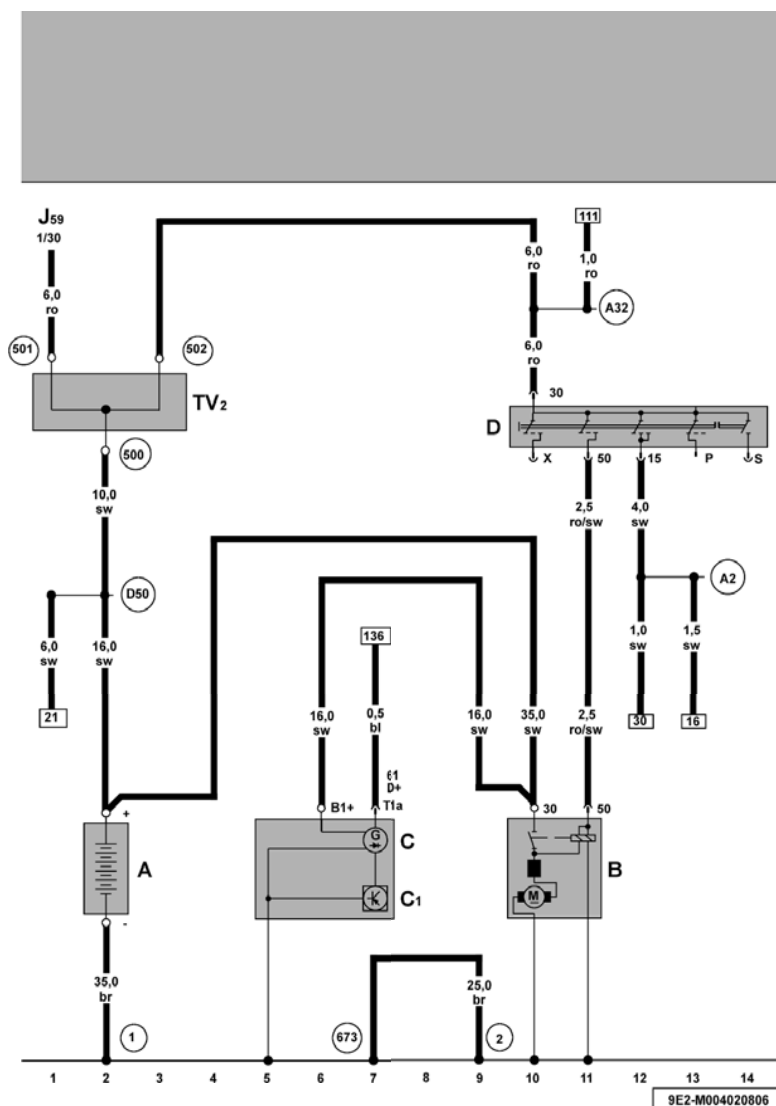 J59
1/30
111
6,0
ro
1,0
ro
6,0
ro
A32
501
502
6,0
ro
30
TV2
D
X
50
15
P
S
500
10,0
sw
2,5
ro/sw
4,0
sw
D50
A2
6,0
sw
16,0
sw
1,0
sw
1,5
sw
136
21
16,0
sw
0,5
bl
16,0
sw
35,0
sw
2,5
ro/sw
30
16
61
D+
+
B1+
T1a
30
50
G
C
A
B
C1
M
-
35,0
br
25,0
br
1
673
2
1 2 3 4 5 6 7 8 9 10 11 12 13 14
9E2-M004020806